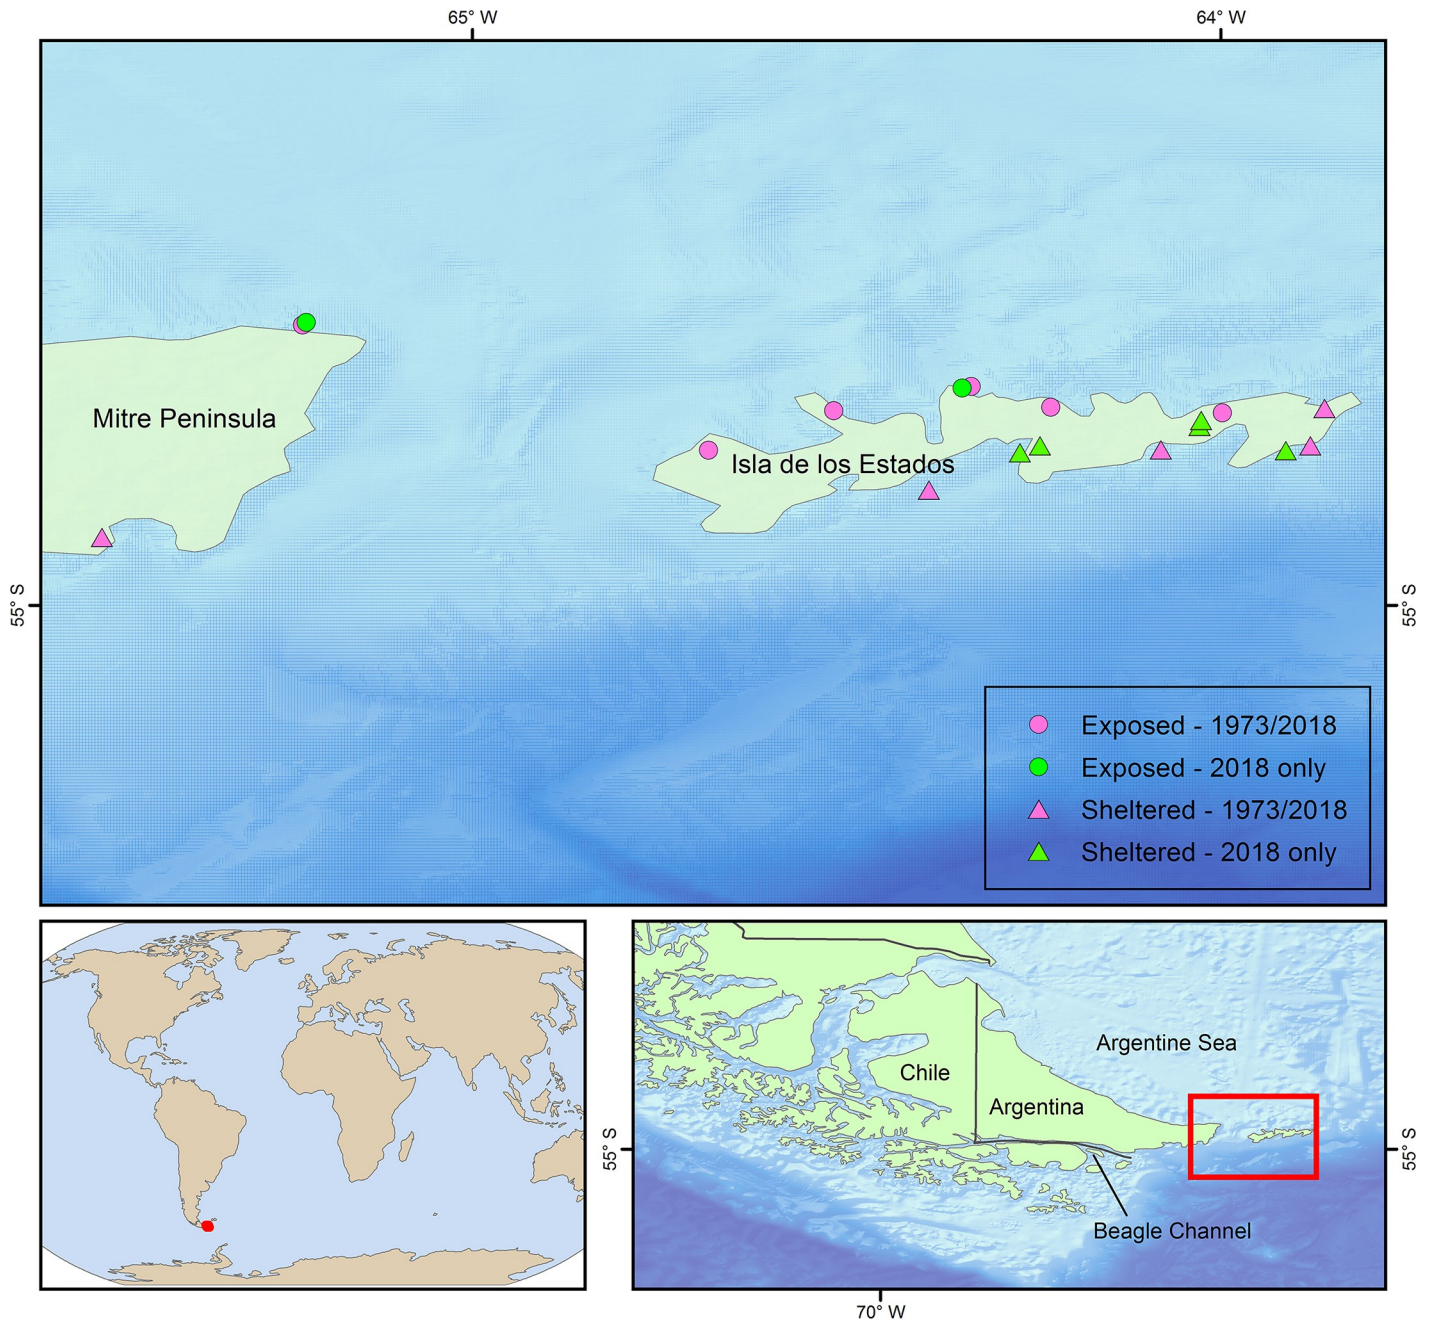 65° W
64° W
Mitre Peninsula
Isla de los Estados
55° S
55° S
Exposed - 1973/2018
Exposed - 2018 only
Sheltered - 1973/2018
Sheltered - 2018 only
Argentine Sea
Chile
Argentina
55° S
55° S
Beagle Channel
70° W